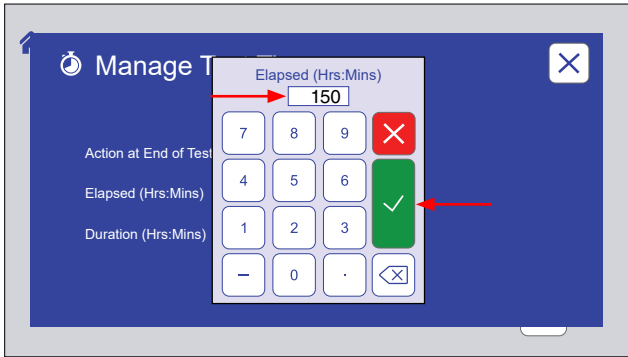 Manage T
Elapsed (Hrs:Mins)
150
7 8 9
Action at End of Test
4 5 6
Elapsed (Hrs:Mins)
1 2 3
Duration (Hrs:Mins)
- 0 .